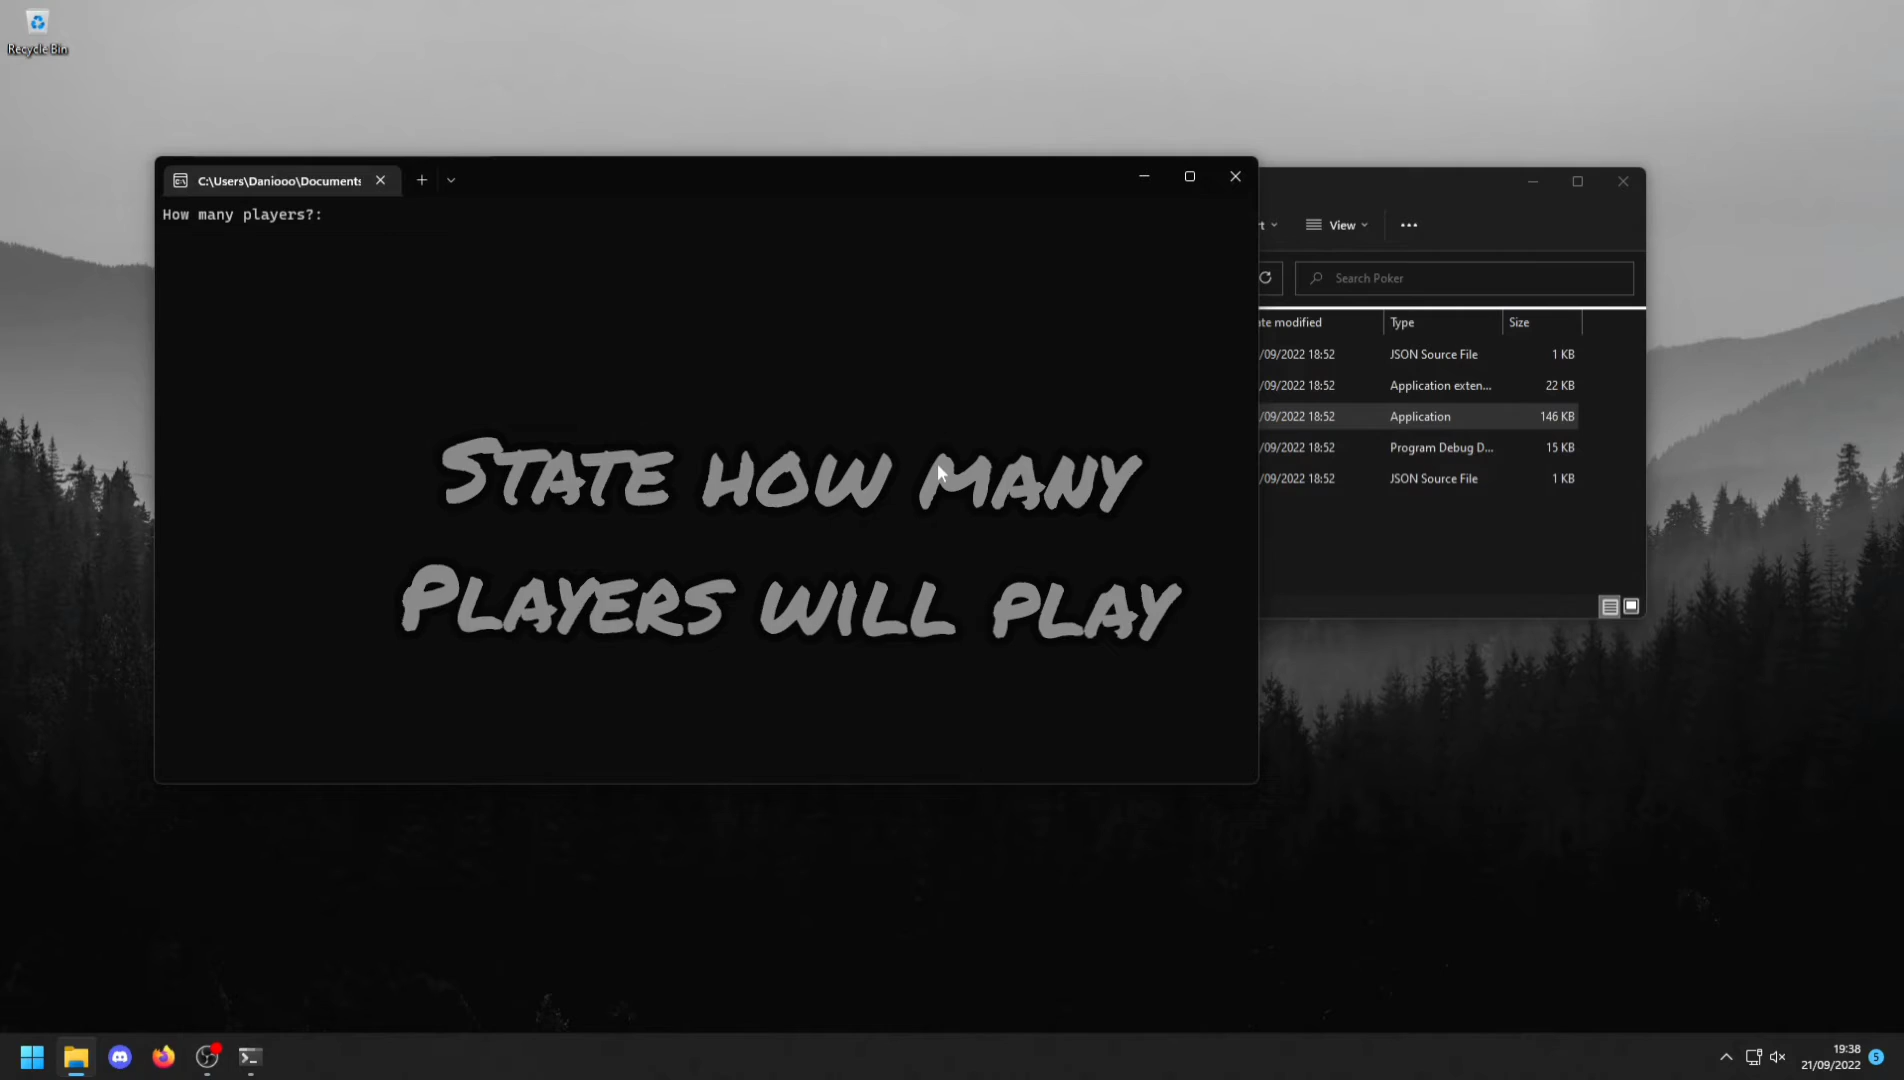 Recycle Bin
C:\Users\Daniooo\Documents
How many players?:
State how many
Players will play
View
Search Poker
te modified
Type
Size
/09/2022 18:52
JSON Source File
1 KB
/09/2022 18:52
Application exten...
22 KB
/09/2022 18:52
Application
146 KB
/09/2022 18:52
Program Debug D...
15 KB
/09/2022 18:52
JSON Source File
1 KB
19:38
21/09/2022
5